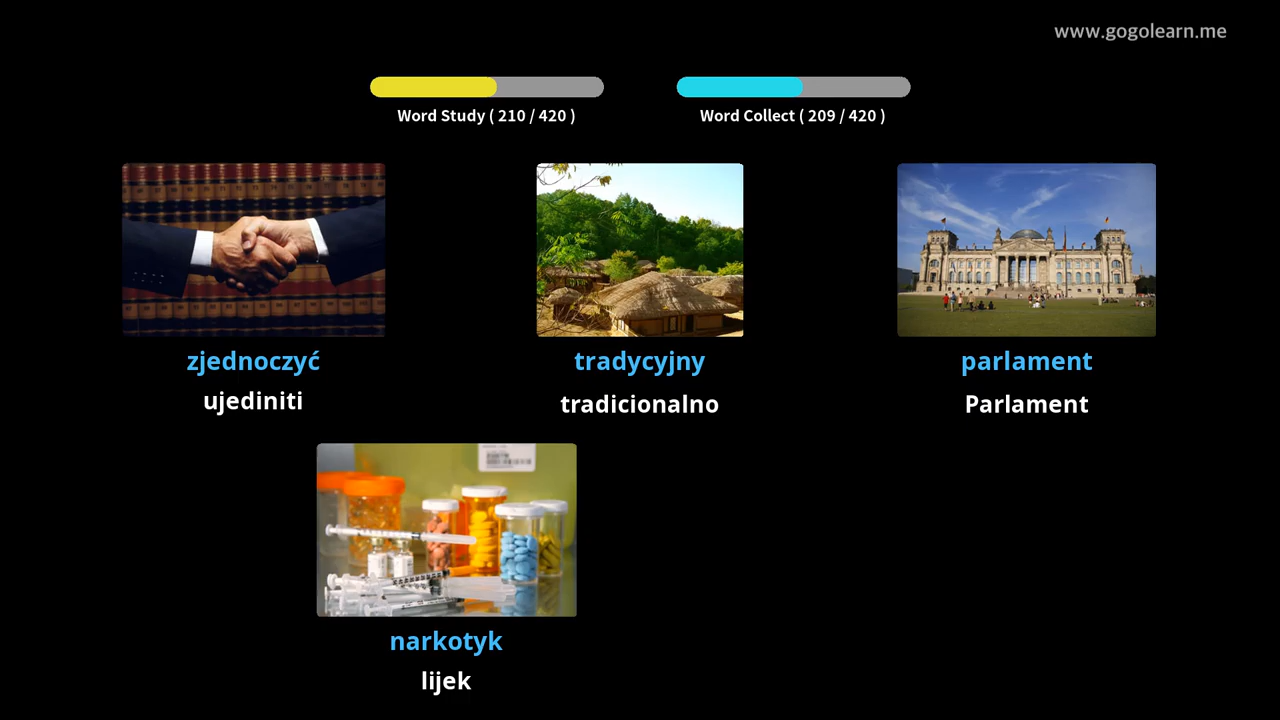 www.gogolearn.me
Word Study ( 210 / 420 )
Word Collect ( 209 / 420 )
zjednoczyć
ujediniti
tradycyjny
tradicionalno
parlament
Parlament
narkotyk
lijek